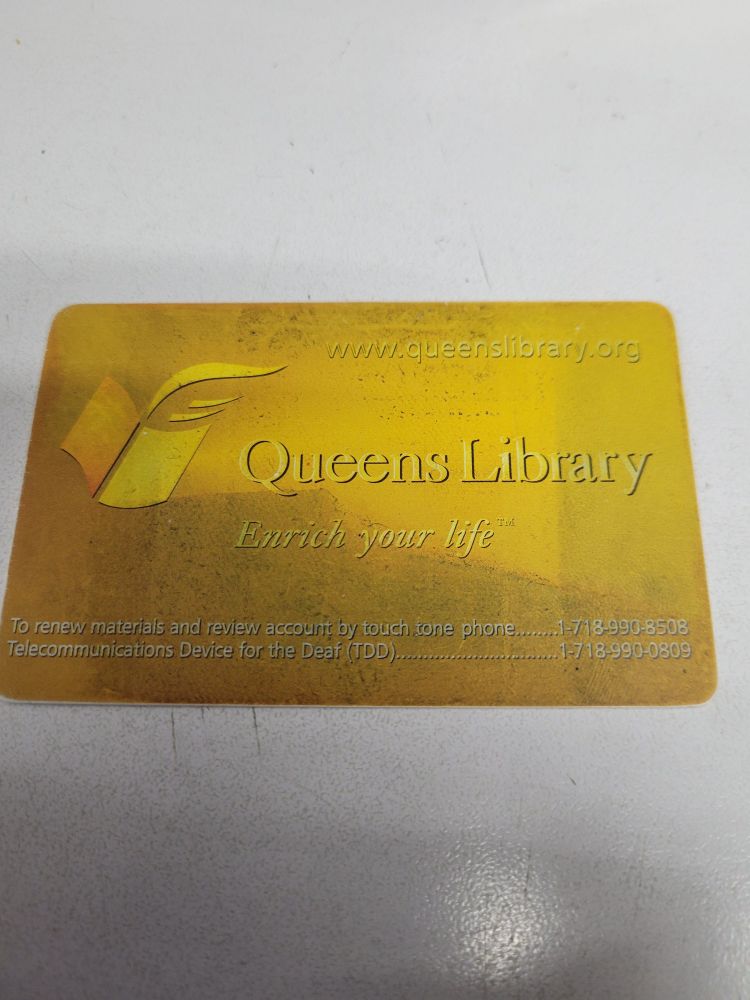 www.queenslibrary.org
Queens Library
Enrich your life™
To renew materials and review account by touch tone phone........1-718-990-8508
Telecommunications Device for the Deaf (TDD)...............................1-718-990-0809